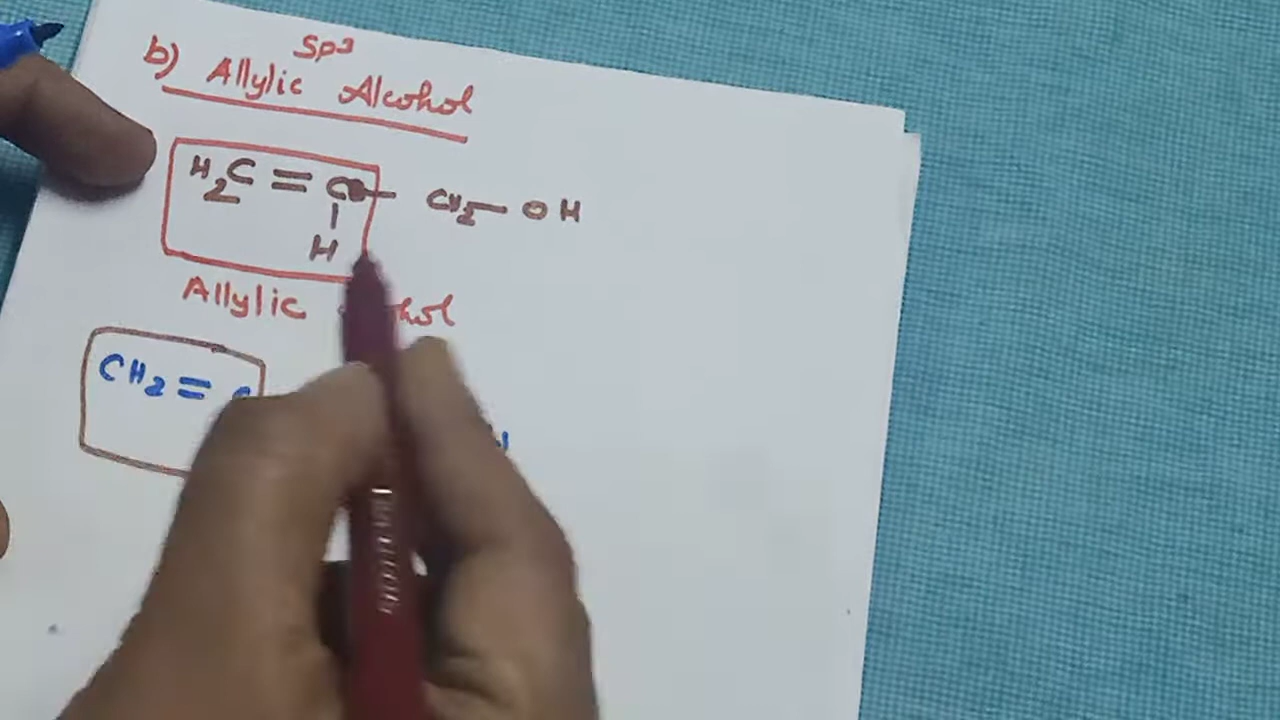 Sp³
b) Allylic Alcohol
H₂C = C — CH₂ — OH
|
H
Allylic
CH₂ =